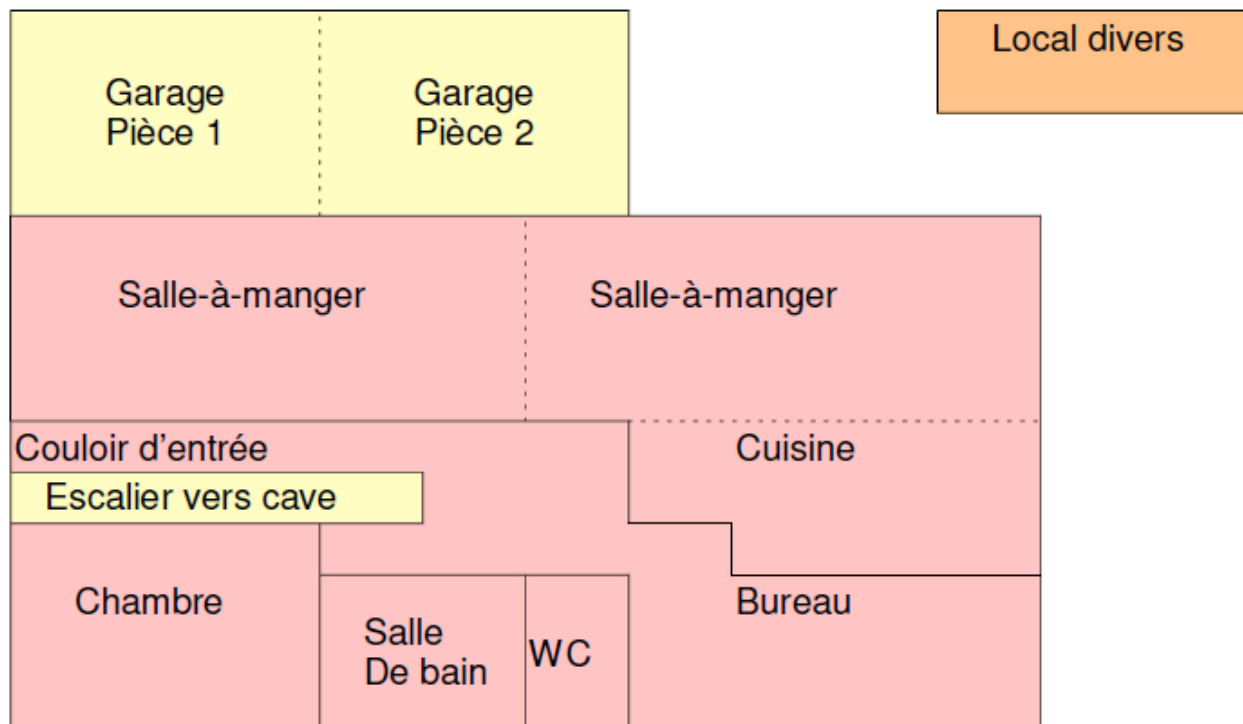 Garage
Pièce 1
Garage
Pièce 2
Local divers
Salle-à-manger
Salle-à-manger
Couloir d'entrée
Cuisine
Escalier vers cave
Chambre
Bureau
Salle
De bain
WC